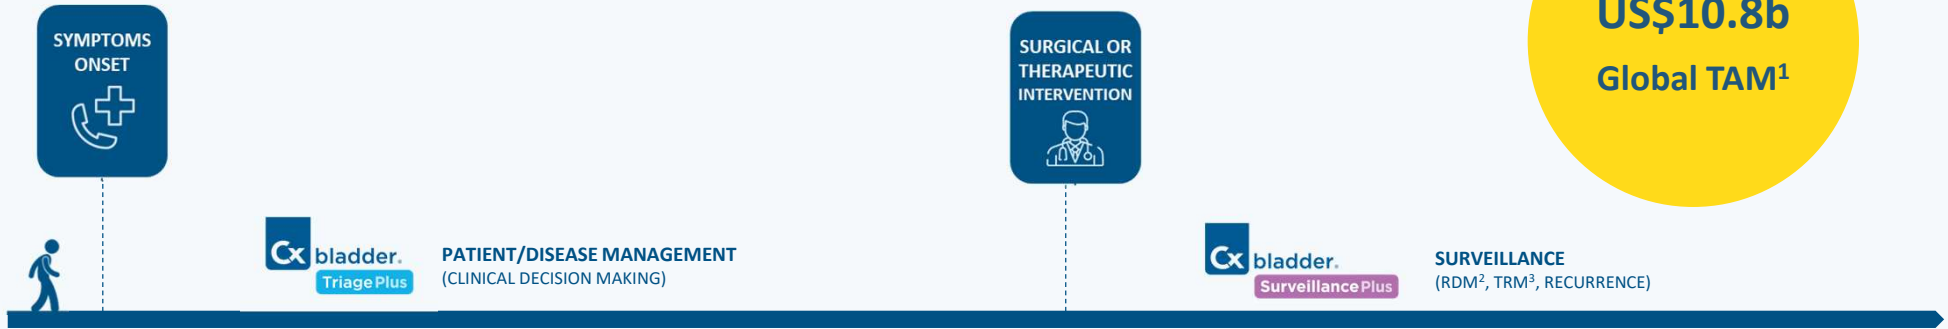 SYMPTOMS
ONSET
SURGICAL OR
THERAPEUTIC
INTERVENTION
US$10.8b
Global TAM¹
Cx bladder.
Triage Plus
PATIENT/DISEASE MANAGEMENT
(CLINICAL DECISION MAKING)
Cx bladder.
Surveillance Plus
SURVEILLANCE
(RDM², TRM³, RECURRENCE)